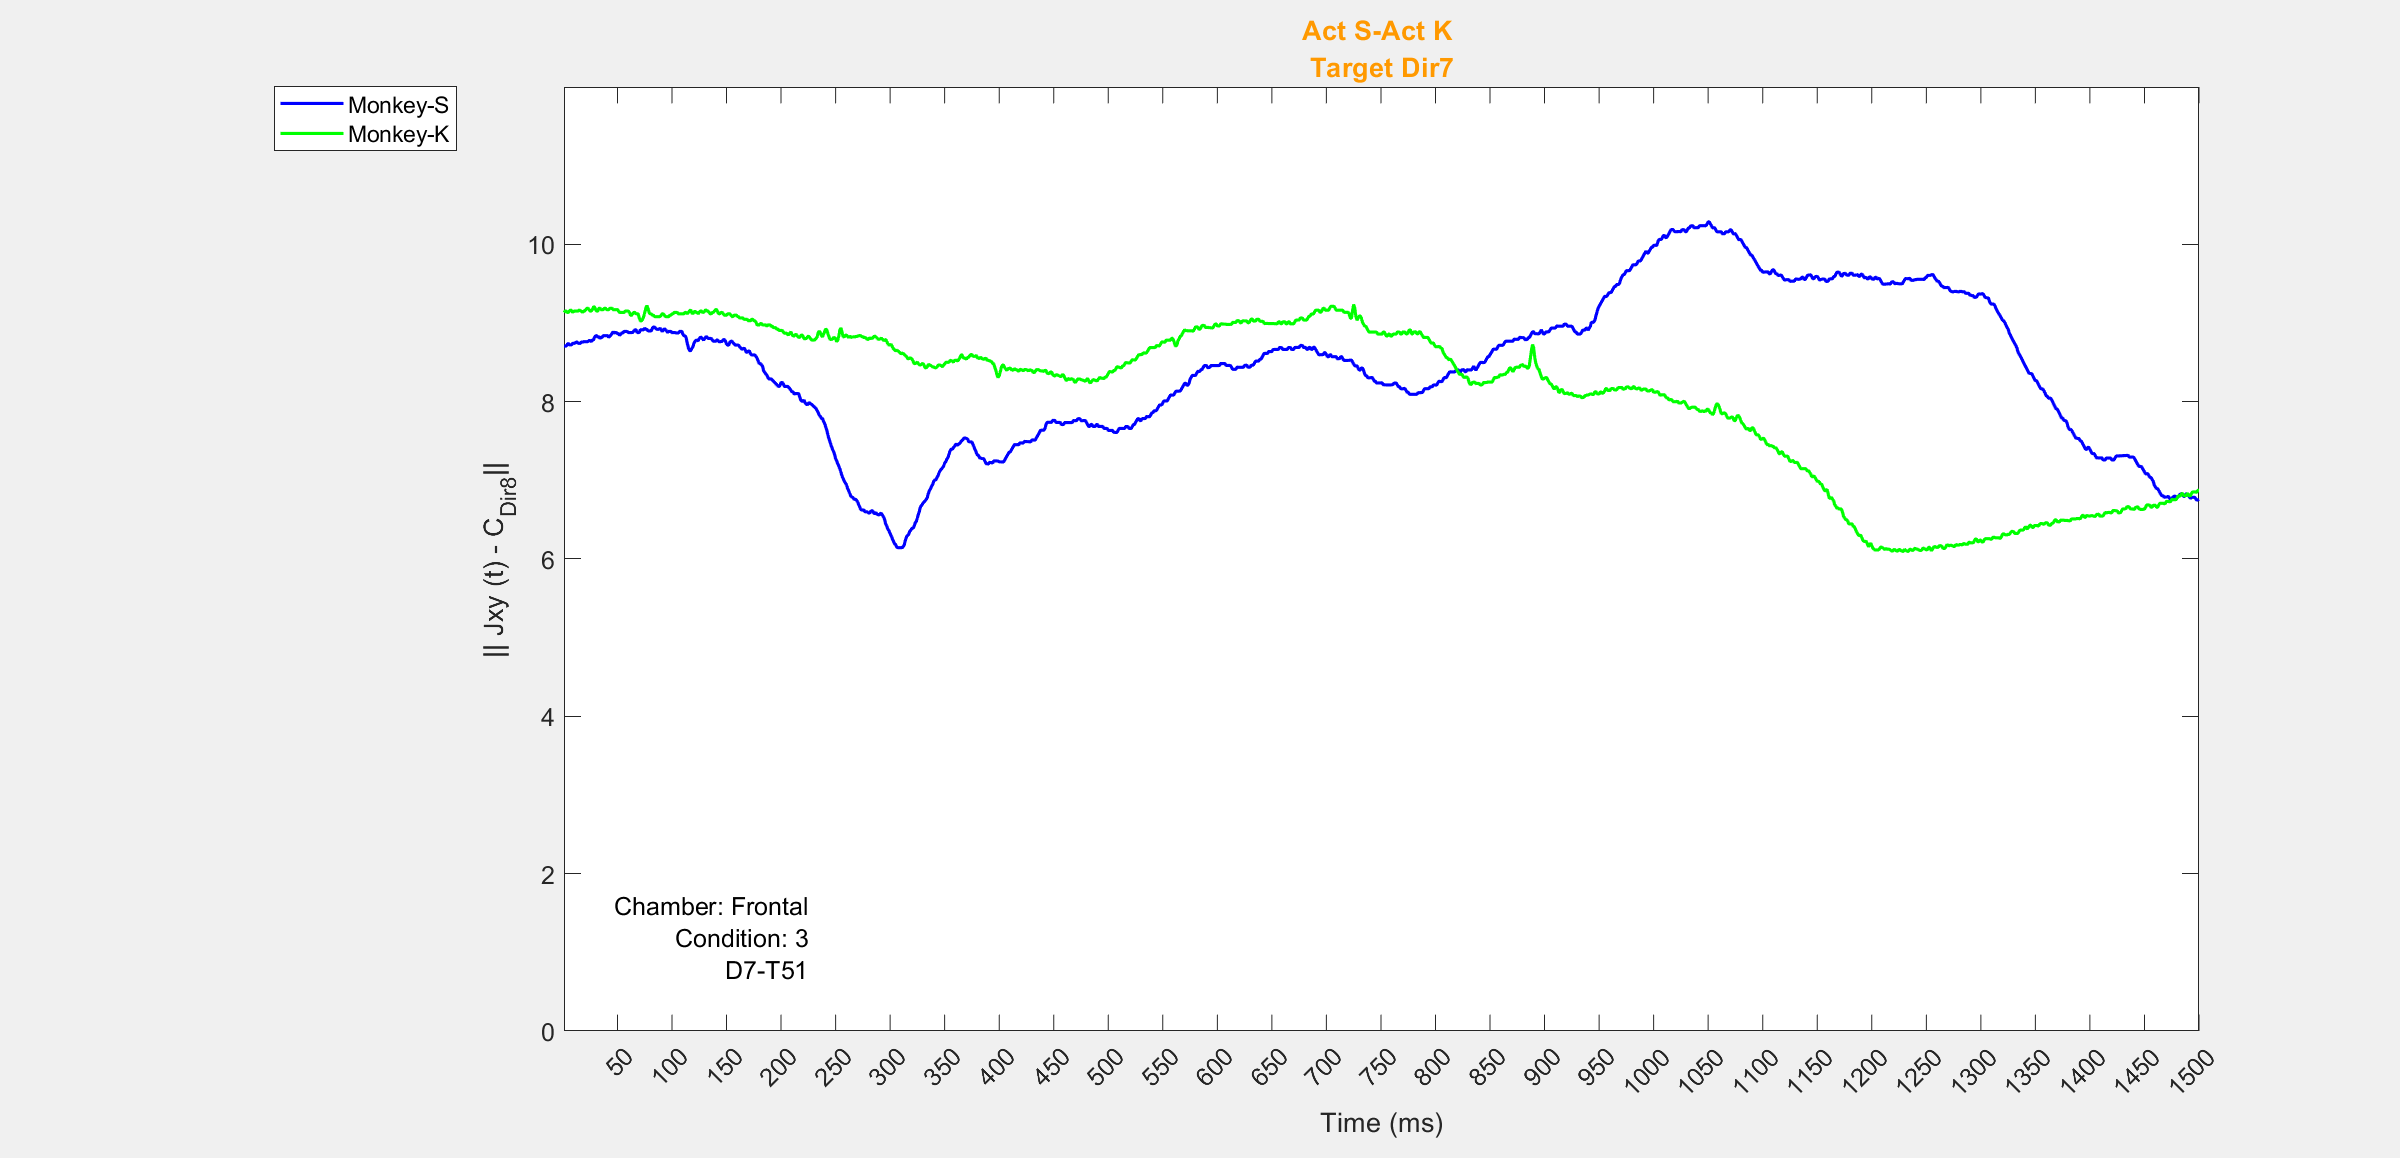 Act S-Act K
Target Dir7
Monkey-S
Monkey-K
10
8
6
4
2
0
|| Jxy (t) - C_Dir8||
Chamber: Frontal
Condition: 3
D7-T51
50 100 150 200 250 300 350 400 450 500 550 600 650 700 750 800 850 900 950 1000 1050 1100 1150 1200 1250 1300 1350 1400 1450 1500
Time (ms)